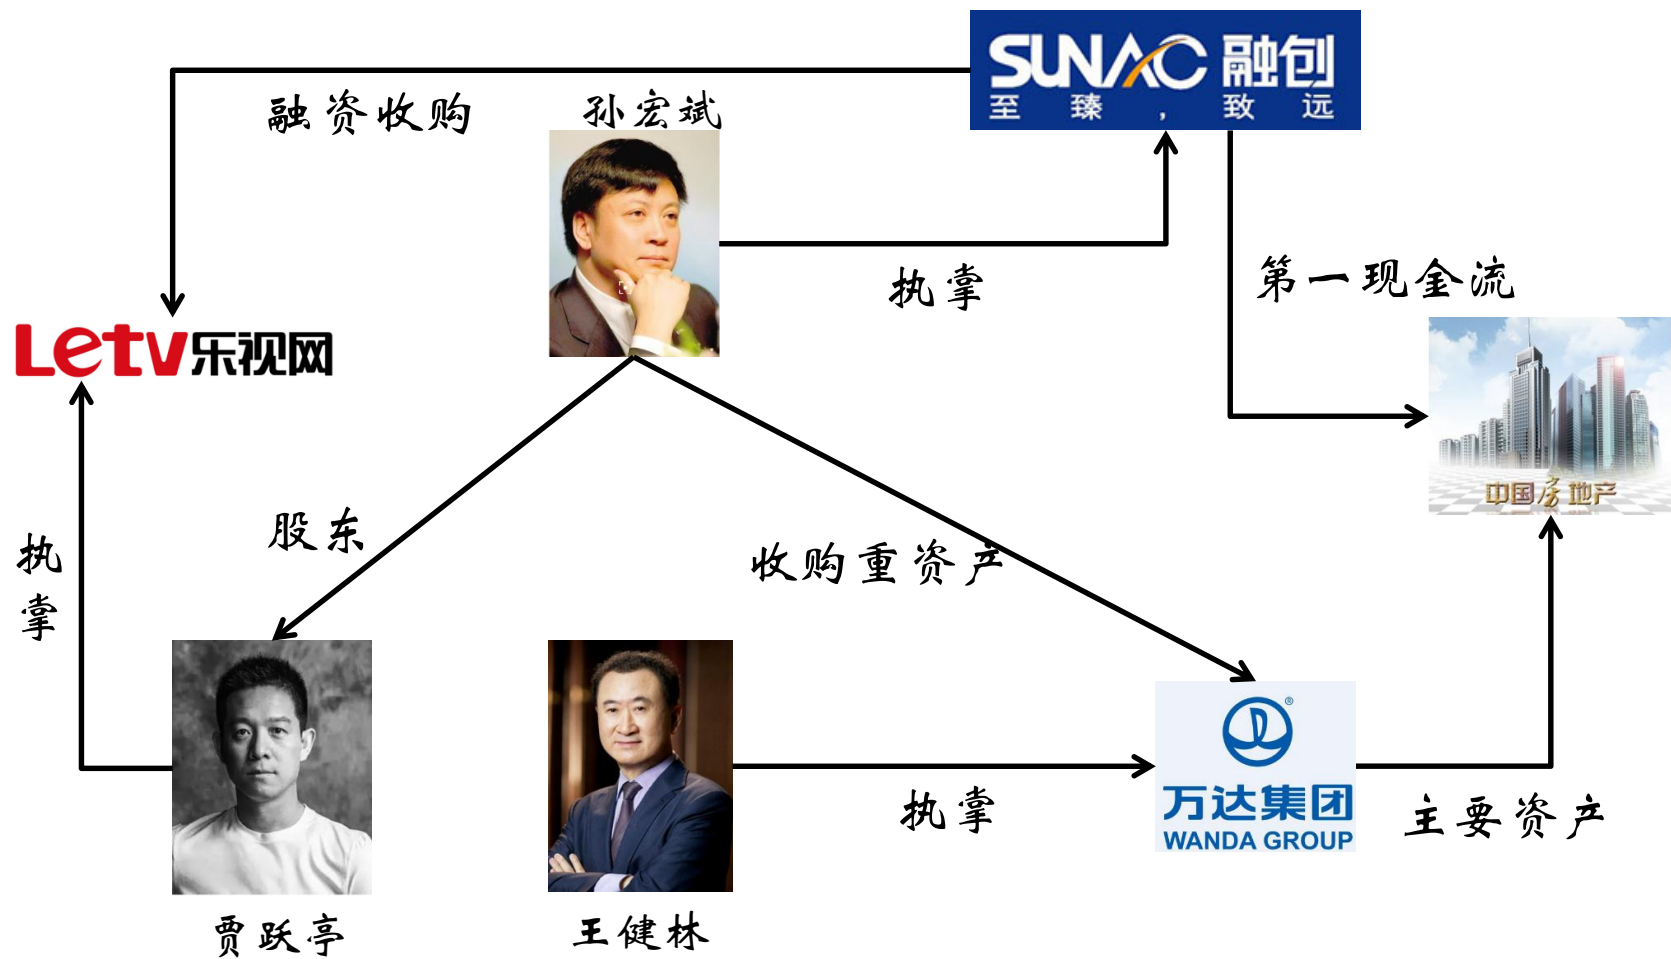 SUNAC 融创
至臻，致远
融资收购
孙宏斌
执掌
第一现金流
Letv乐视网
中国房地产
股东
收购重资产
执掌
®
万达集团
WANDA GROUP
执掌
主要资产
贾跃亭
王健林